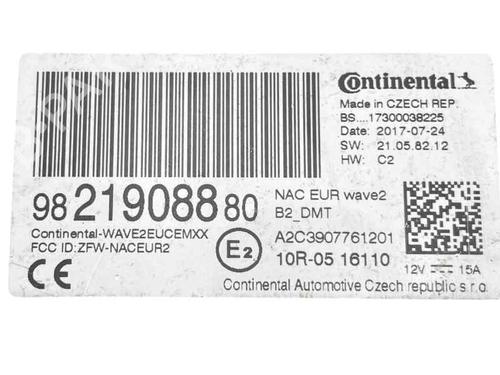 Continental
Made in CZECH REP.
BS....17300038225
Date: 2017-07-24
SW: 21.05.62.12
HW: C2
98 219088 80
NAC EUR wave2
B2_DMT
Continental-WAVE2EUCEMXX
FCC ID:ZFW-NACEUR2
E2
A2C3907761201
10R-05 16110
CE
12V 15A
Continental Automotive Czech republic s.r.o.